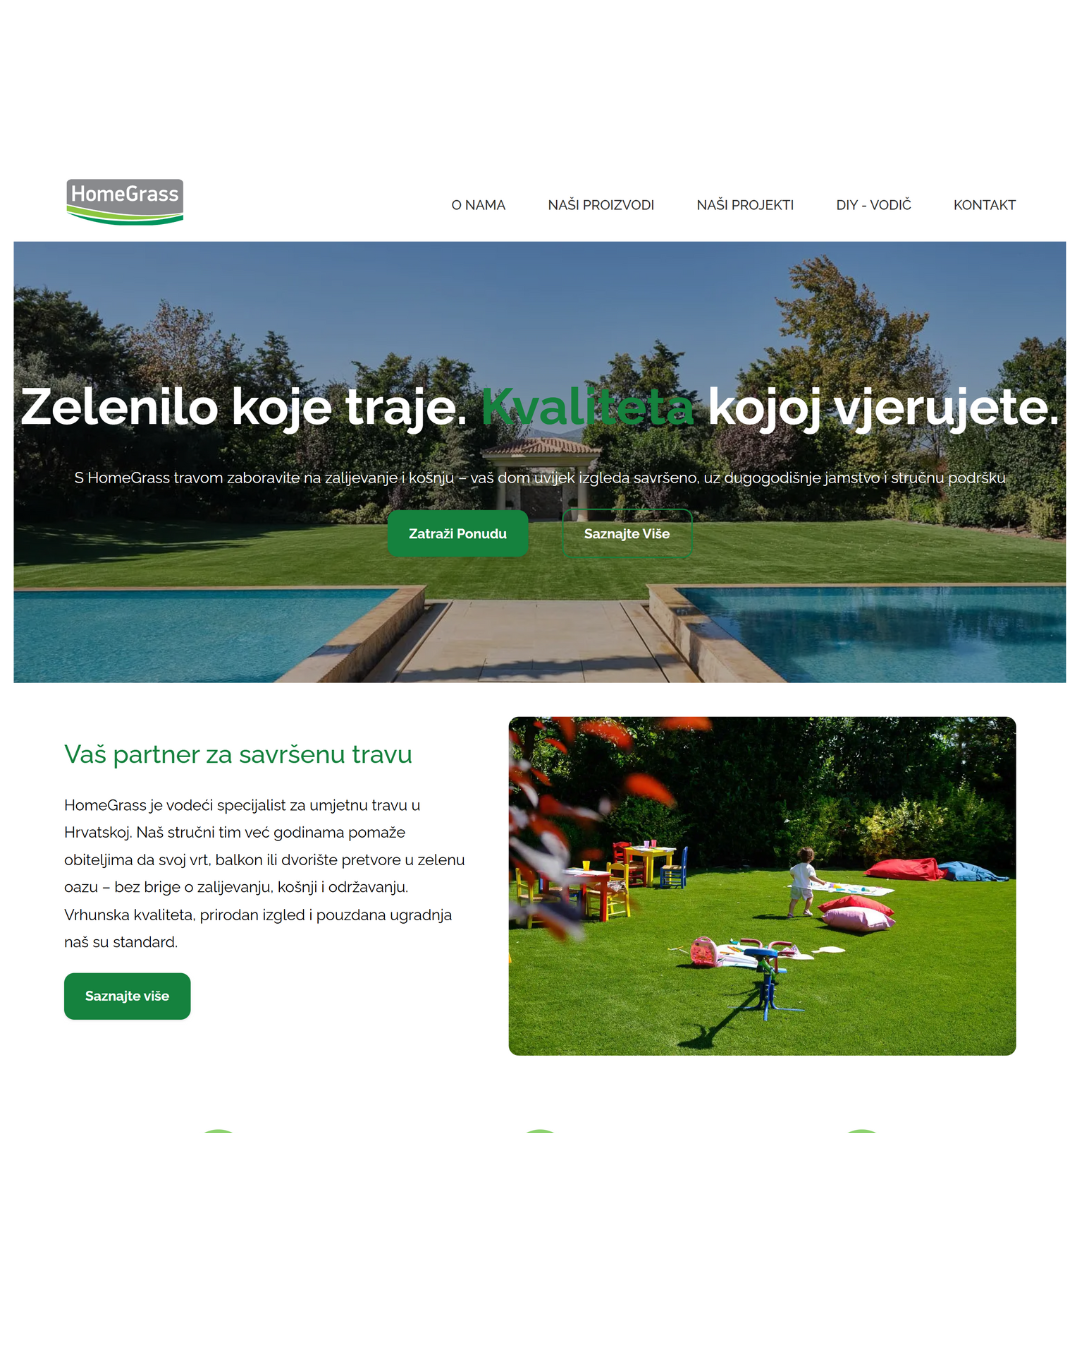 HomeGrass
O NAMA
NAŠI PROIZVODI
NAŠI PROJEKTI
DIY - VODIČ
KONTAKT
Zelenilo koje traje. Kvaliteta kojoj vjerujete.
S HomeGrass travom zaboravite na zalijevanje i košnju – vaš dom uvijek izgleda savršeno, uz dugogodišnje jamstvo i stručnu podršku
Zatraži Ponudu
Saznajte Više
Vaš partner za savršenu travu
HomeGrass je vodeći specijalist za umjetnu travu u
Hrvatskoj. Naš stručni tim već godinama pomaže
obiteljima da svoj vrt, balkon ili dvorište pretvore u zelenu
oazu – bez brige o zalijevanju, košnji i održavanju.
Vrhunska kvaliteta, prirodan izgled i pouzdana ugradnja
naš su standard.
Saznajte više